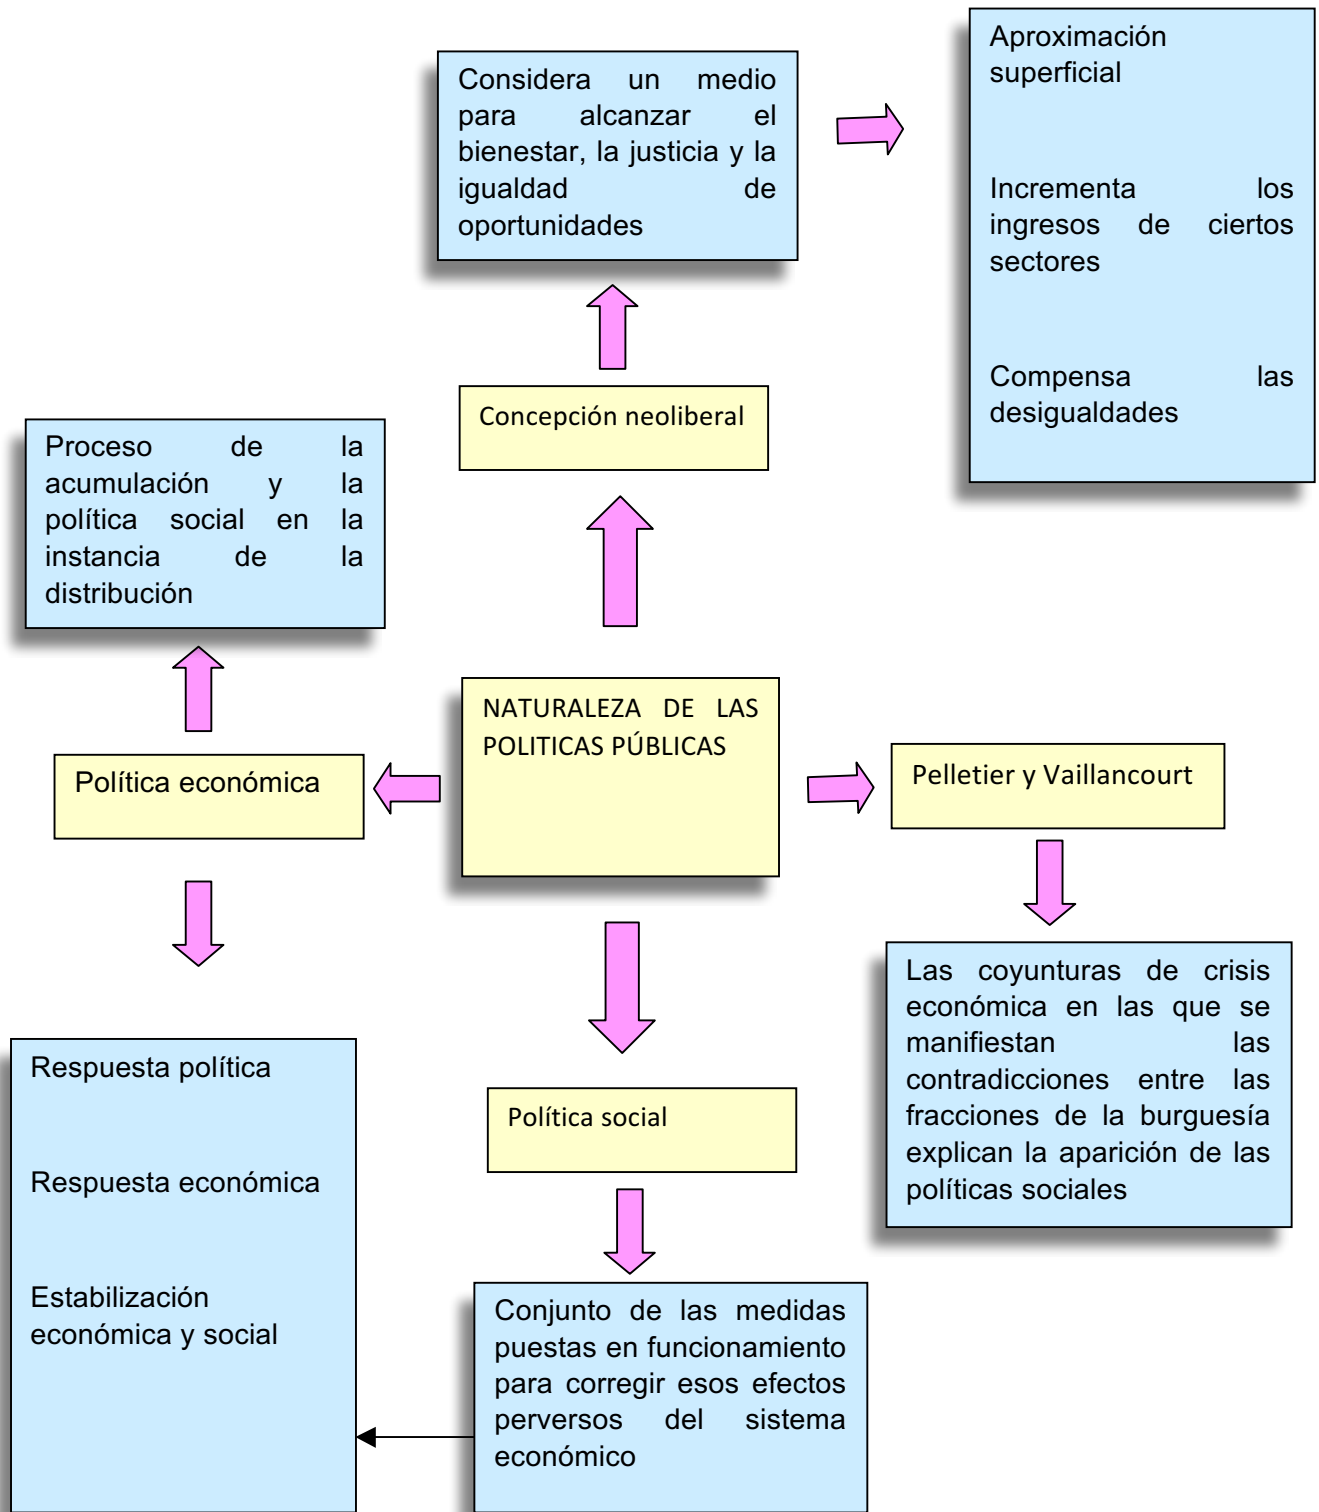 Aproximación
superficial
Incrementa los
ingresos de ciertos
sectores
Compensa las
desigualdades
Considera un medio
para alcanzar el
bienestar, la justicia y la
igualdad de
oportunidades
Concepción neoliberal
Proceso de la
acumulación y la
política social en la
instancia de la
distribución
NATURALEZA DE LAS
POLITICAS PÚBLICAS
Política económica
Pelletier y Vaillancourt
Las coyunturas de crisis
económica en las que se
manifiestan las
contradicciones entre las
fracciones de la burguesía
explican la aparición de las
políticas sociales
Respuesta política
Respuesta económica
Estabilización
económica y social
Política social
Conjunto de las medidas
puestas en funcionamiento
para corregir esos efectos
perversos del sistema
económico